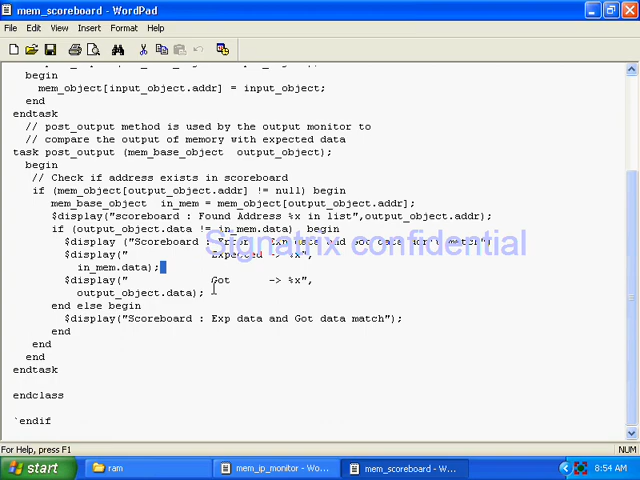 mem_scoreboard - WordPad
File Edit View Insert Format Help
begin
mem_object[input_object.addr] = input_object;
end
endtask
// post_output method is used by the output monitor to
// compare the output of memory with expected data
task post_output (mem_base_object output_object);
begin
// Check if address exists in scoreboard
if (mem_object[output_object.addr] != null) begin
mem_base_object in_mem = mem_object[output_object.addr];
$display("scoreboard : Found Address %x in list",output_object.addr);
if (output_object.data != in_mem.data) begin
$display ("Scoreboard : Error : Exp data and Got data don't match")
Signatrix confidential
$display(" Expected -> %x",
in_mem.data);
$display(" Got -> %x",
output_object.data);
end else begin
$display("Scoreboard : Exp data and Got data match");
end
end
end
endtask
endclass
`endif
For Help, press F1 NUM
start ram mem_ip_monitor - Wo... mem_scoreboard - Wo... 8:54 AM